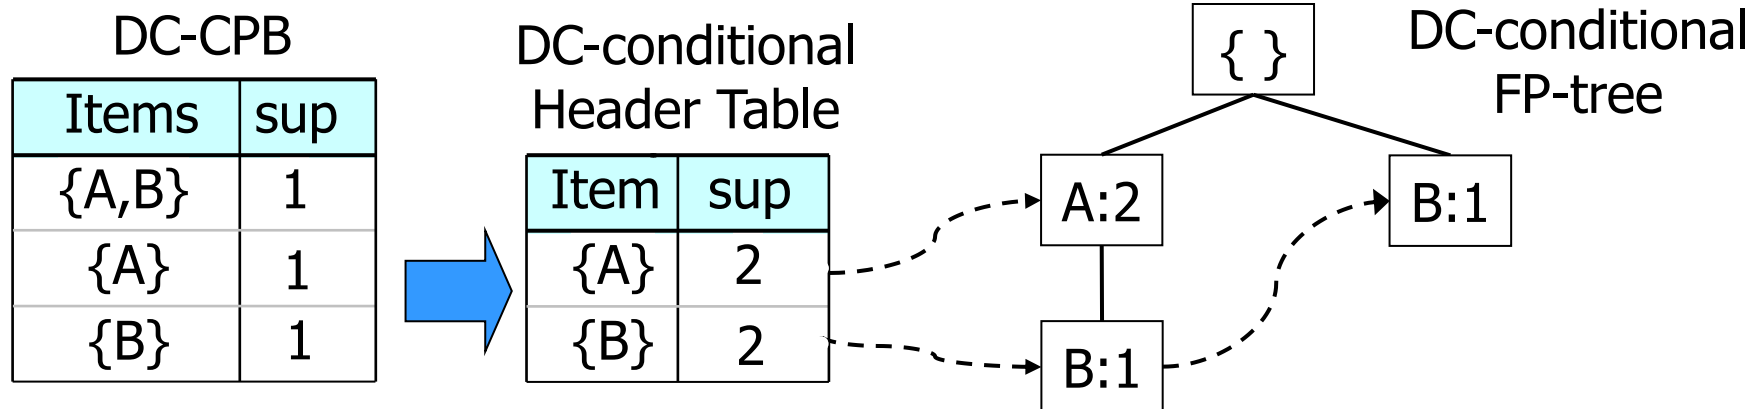 DC-CPB
Items sup
{A,B} 1
{A} 1
{B} 1
DC-conditional
Header Table
Item sup
{A} 2
{B} 2
{ }
A:2
B:1
B:1
DC-conditional
FP-tree